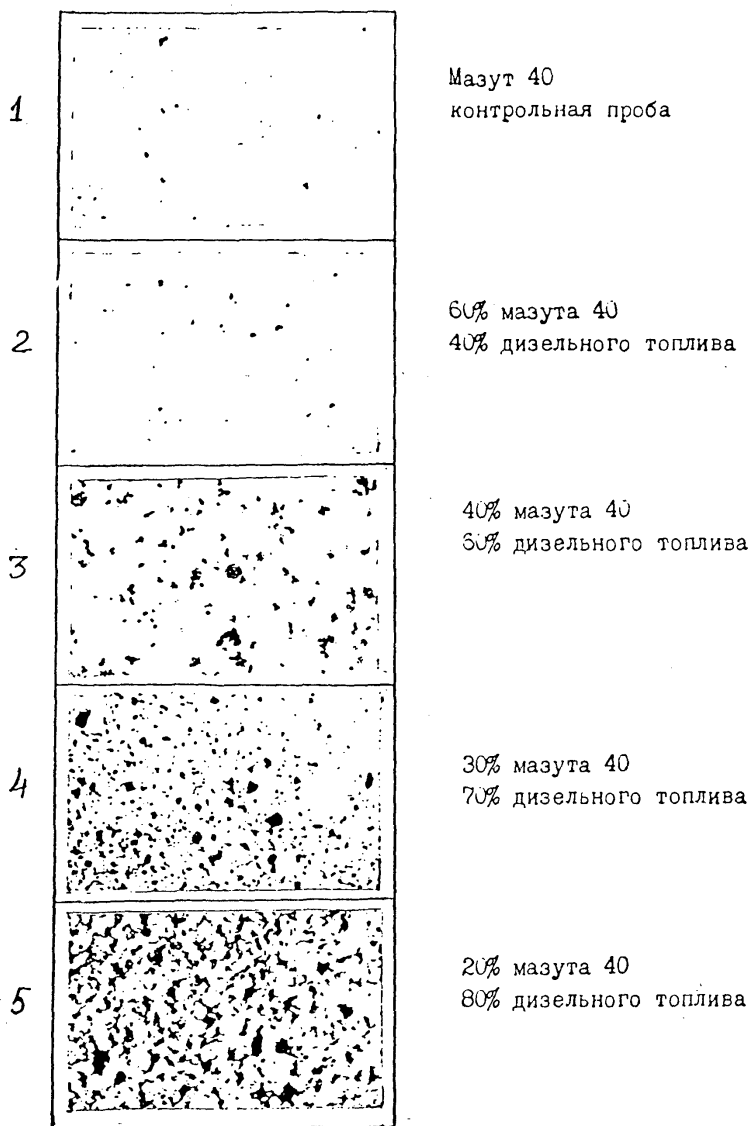 1
Мазут 40
контрольная проба
2
60% мазута 40
40% дизельного топлива
3
40% мазута 40
60% дизельного топлива
4
30% мазута 40
70% дизельного топлива
5
20% мазута 40
80% дизельного топлива